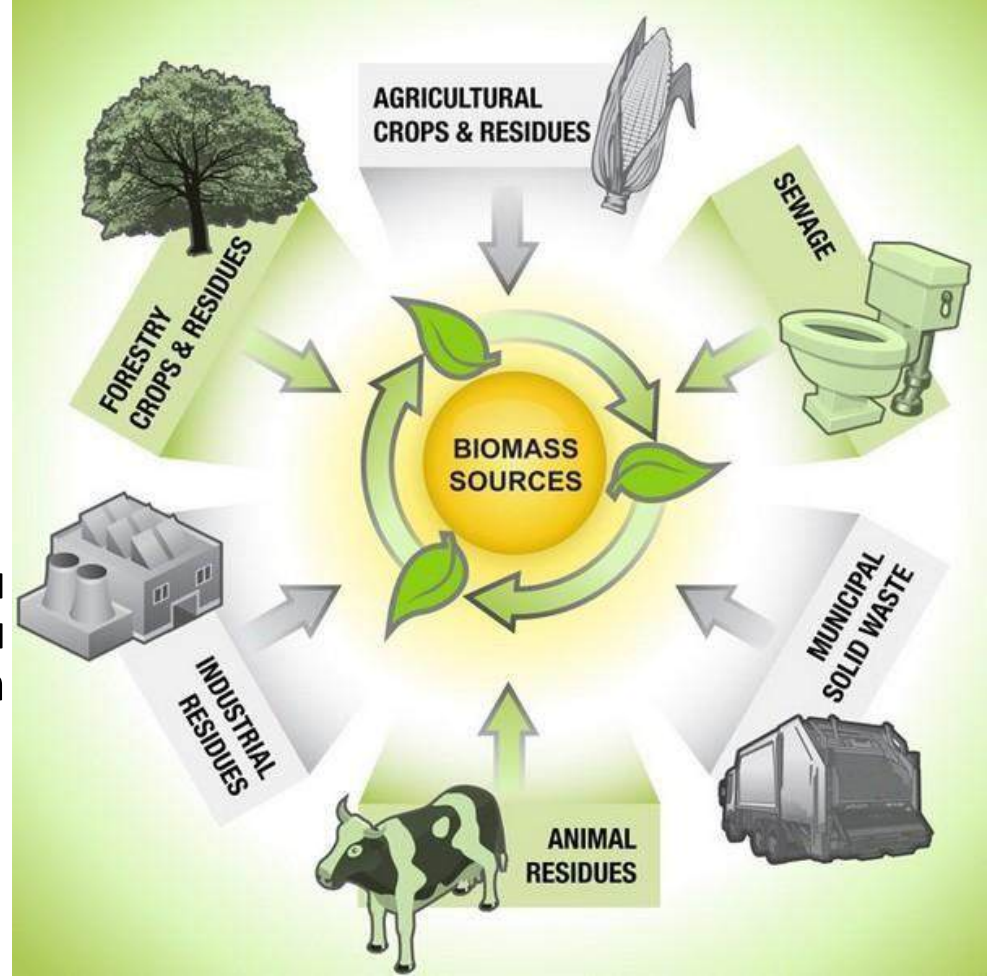 AGRICULTURAL
CROPS & RESIDUES
SEWAGE
MUNICIPAL
SOLID WASTE
ANIMAL
RESIDUES
INDUSTRIAL
RESIDUES
FORESTRY
CROPS & RESIDUES
BIOMASS
SOURCES